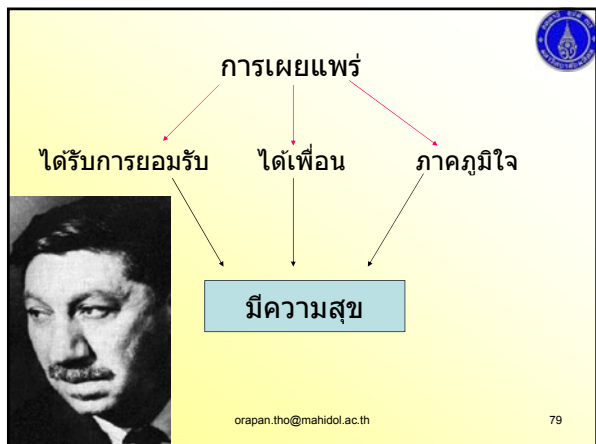 การเผยแพร่
ได้รับการยอมรับ ได้เพื่อน ภาคภูมิใจ
มีความสุข
orapan.tho@mahidol.ac.th 79